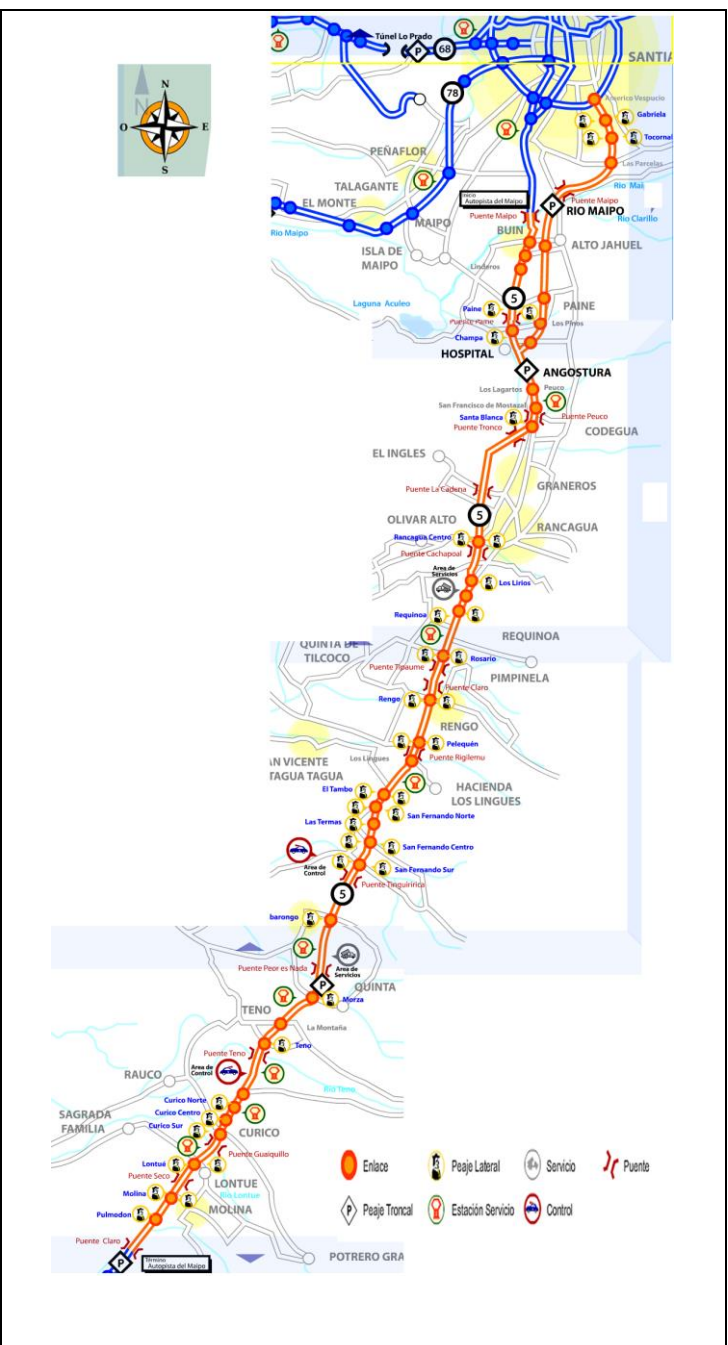 Túnel Lo Prado
P
68
SANTIA
78
Americo Vespucio
N
N
O
E
S
Gabriela
Tocornal
PEÑAFLOR
Las Parcelas
TALAGANTE
EL MONTE
Inicio
Autopista del Maipo
Rio Mai
Puente Maipo
P
RIO MAIPO
Puente Maipo
MAIPO
BUIN
Rio Clarillo
Rio Maipo
ISLA DE
MAIPO
ALTO JAHUEL
Linderos
5
Laguna Aculeo
Paine
PAINE
Puente Paine
Los Pinos
Champa
HOSPITAL
P
ANGOSTURA
Los Lagartos
Peuco
San Francisco de Mostazal
Santa Blanca
Puente Peuco
Puente Tronco
CODEGUA
EL INGLES
Puente La Cadena
GRANEROS
5
OLIVAR ALTO
RANCAGUA
Rancagua Centro
Puente Cachapoal
Area de
Servicios
Los Lirios
Requinoa
REQUINOA
QUINTA DE
TILCOCO
Rosario
Puente Tipaume
PIMPINELA
Puente Claro
Rengo
RENGO
Pelequén
Los Lingues
Puente Rigilemu
AN VICENTE
TAGUA TAGUA
HACIENDA
LOS LINGUES
El Tambo
San Fernando Norte
Las Termas
San Fernando Centro
Area de
Control
San Fernando Sur
Puente Tinguiririca
5
barongo
Puente Peor es Nada
Area de
Servicios
P
QUINTA
Morza
TENO
La Montaña
Teno
Puente Teno
Area de
Control
RAUCO
Rio Teno
Curico Norte
Curico Centro
Curico Sur
SAGRADA
FAMILIA
CURICO
Puente Guaiquillo
Lontué
Puente Seco
LONTUE
Rio Lontue
Molina
MOLINA
Pulmodon
Puente Claro
P
Término
Autopista del Maipo
POTRERO GRA
Enlace
Peaje Lateral
Servicio
Puente
P
Peaje Troncal
Estación Servicio
Control